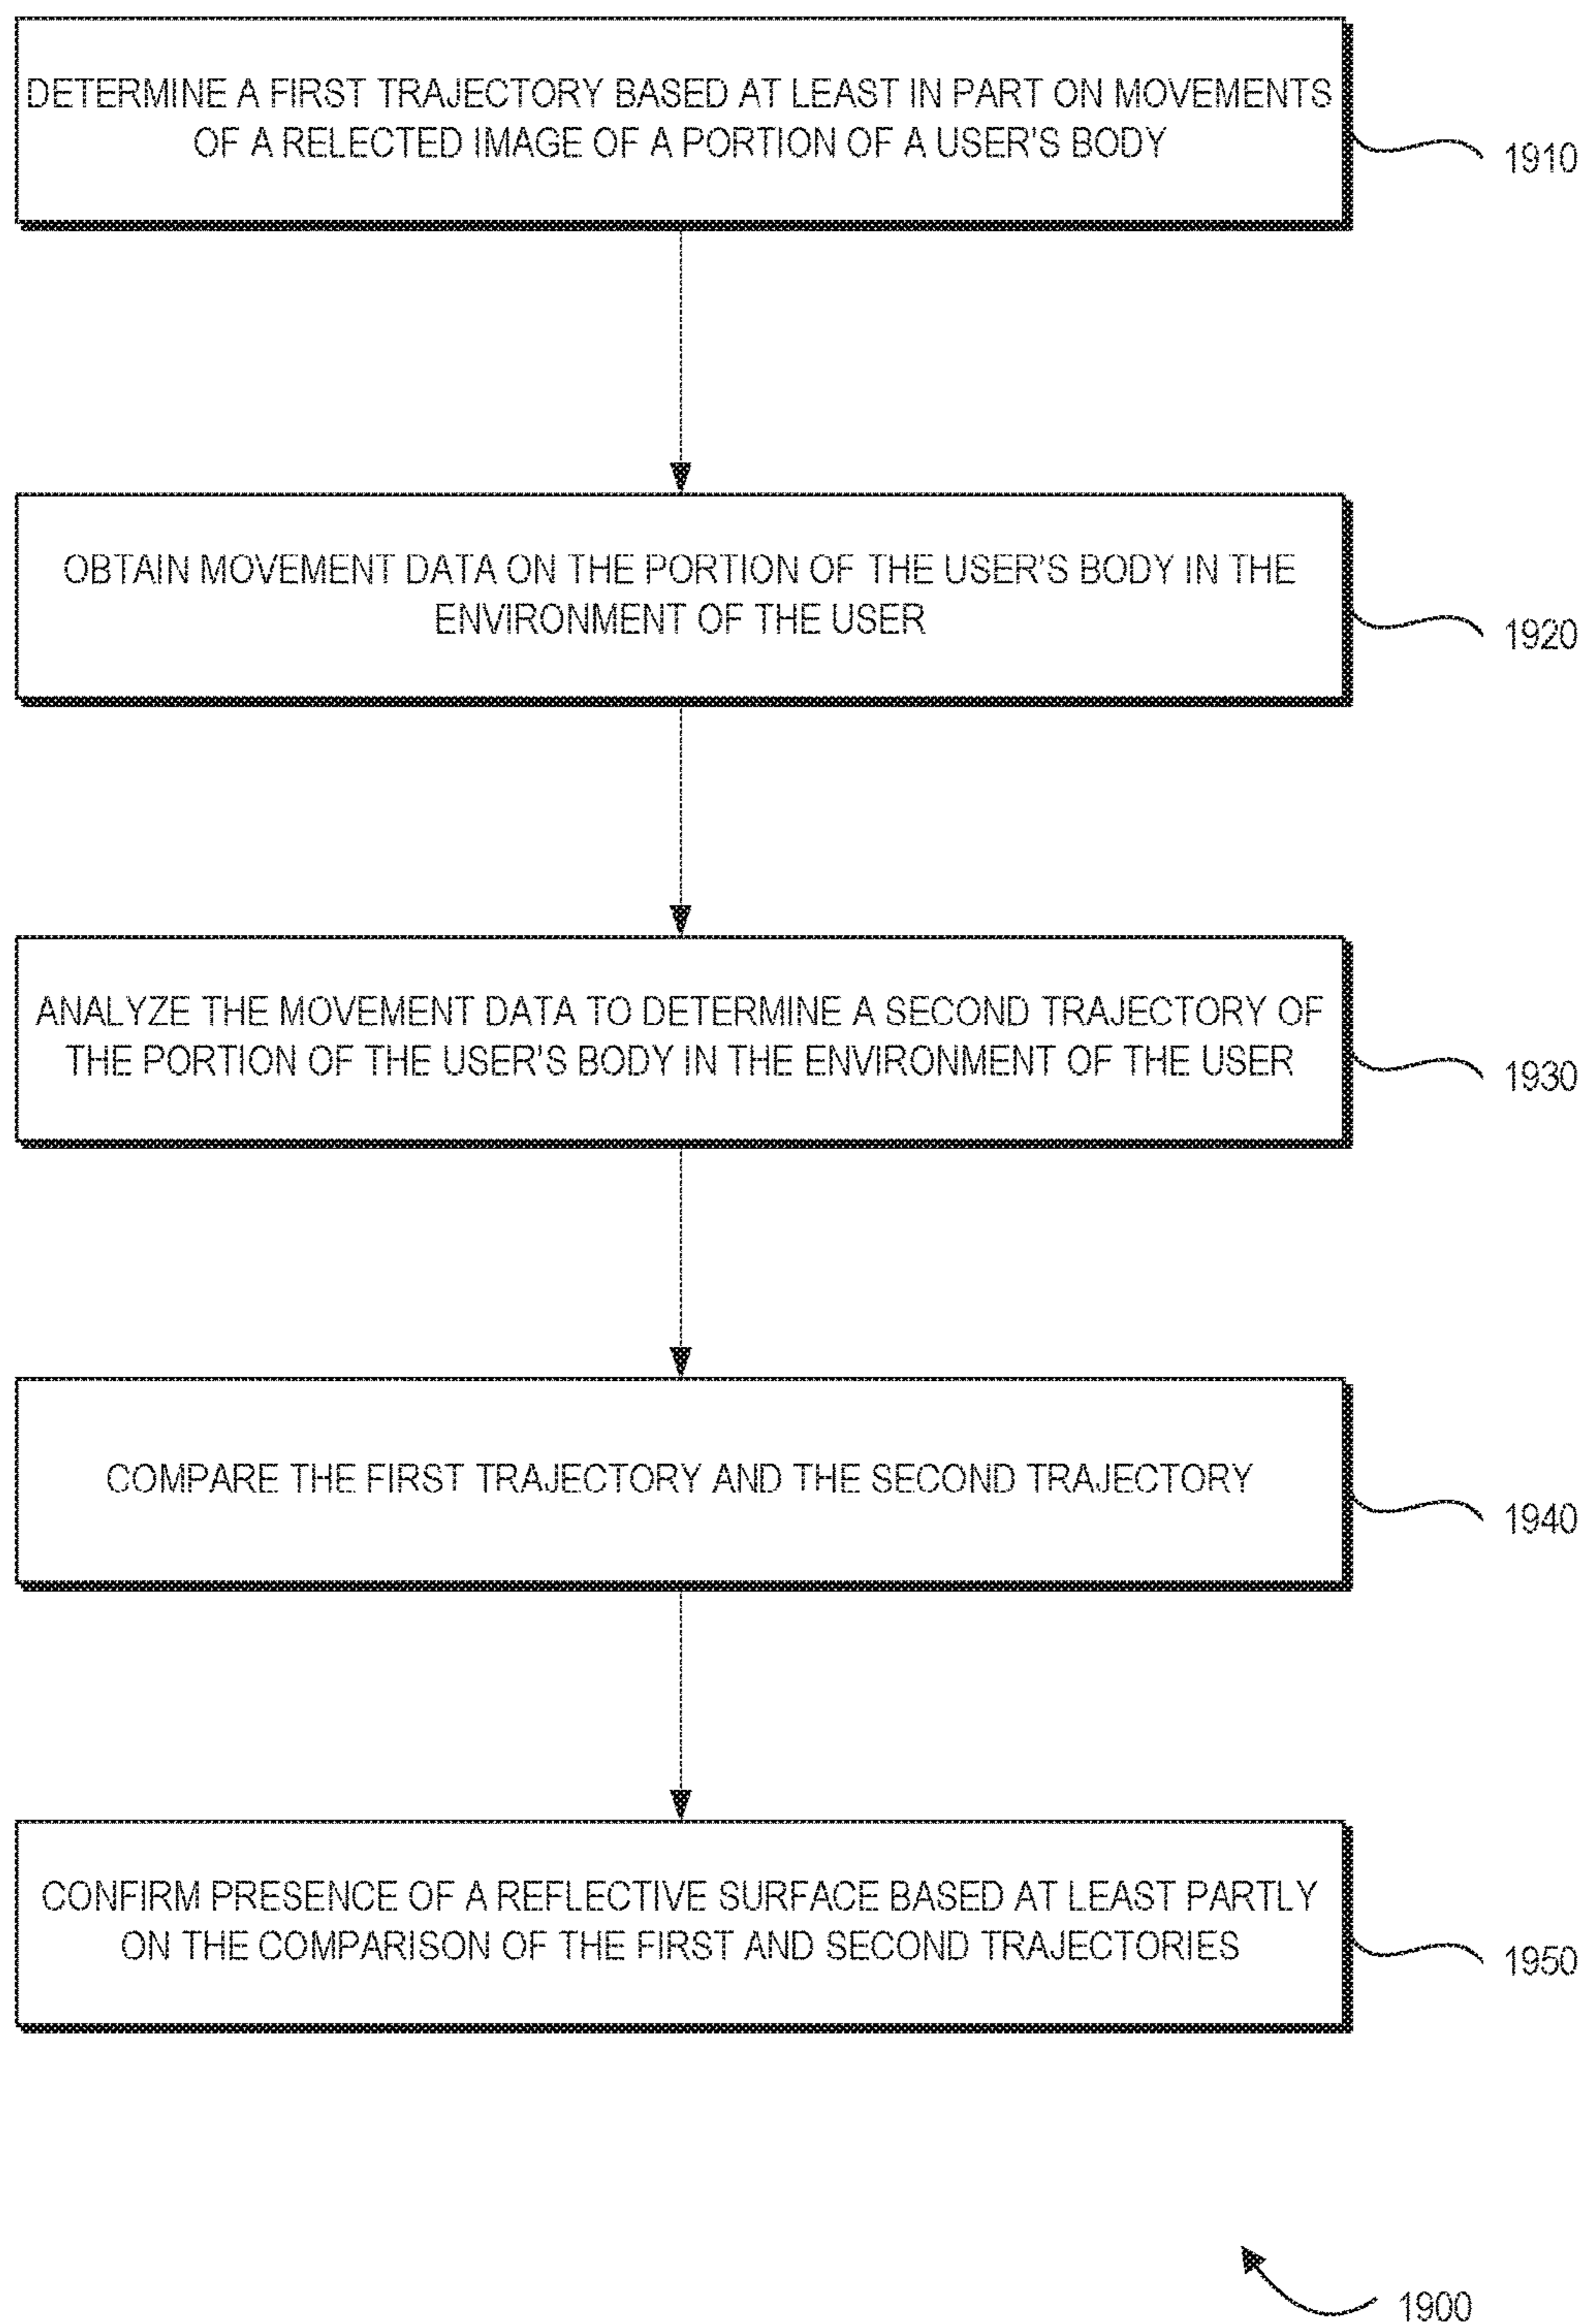 DETERMINE A FIRST TRAJECTORY BASED AT LEAST IN PART ON MOVEMENTS
OF A RELECTED IMAGE OF A PORTION OF A USER'S BODY
1910
OBTAIN MOVEMENT DATA ON THE PORTION OF THE USER'S BODY IN THE
ENVIRONMENT OF THE USER
1920
ANALYZE THE MOVEMENT DATA TO DETERMINE A SECOND TRAJECTORY OF
THE PORTION OF THE USER'S BODY IN THE ENVIRONMENT OF THE USER
1930
COMPARE THE FIRST TRAJECTORY AND THE SECOND TRAJECTORY
1940
CONFIRM PRESENCE OF A REFLECTIVE SURFACE BASED AT LEAST PARTLY
ON THE COMPARISON OF THE FIRST AND SECOND TRAJECTORIES
1950
1900